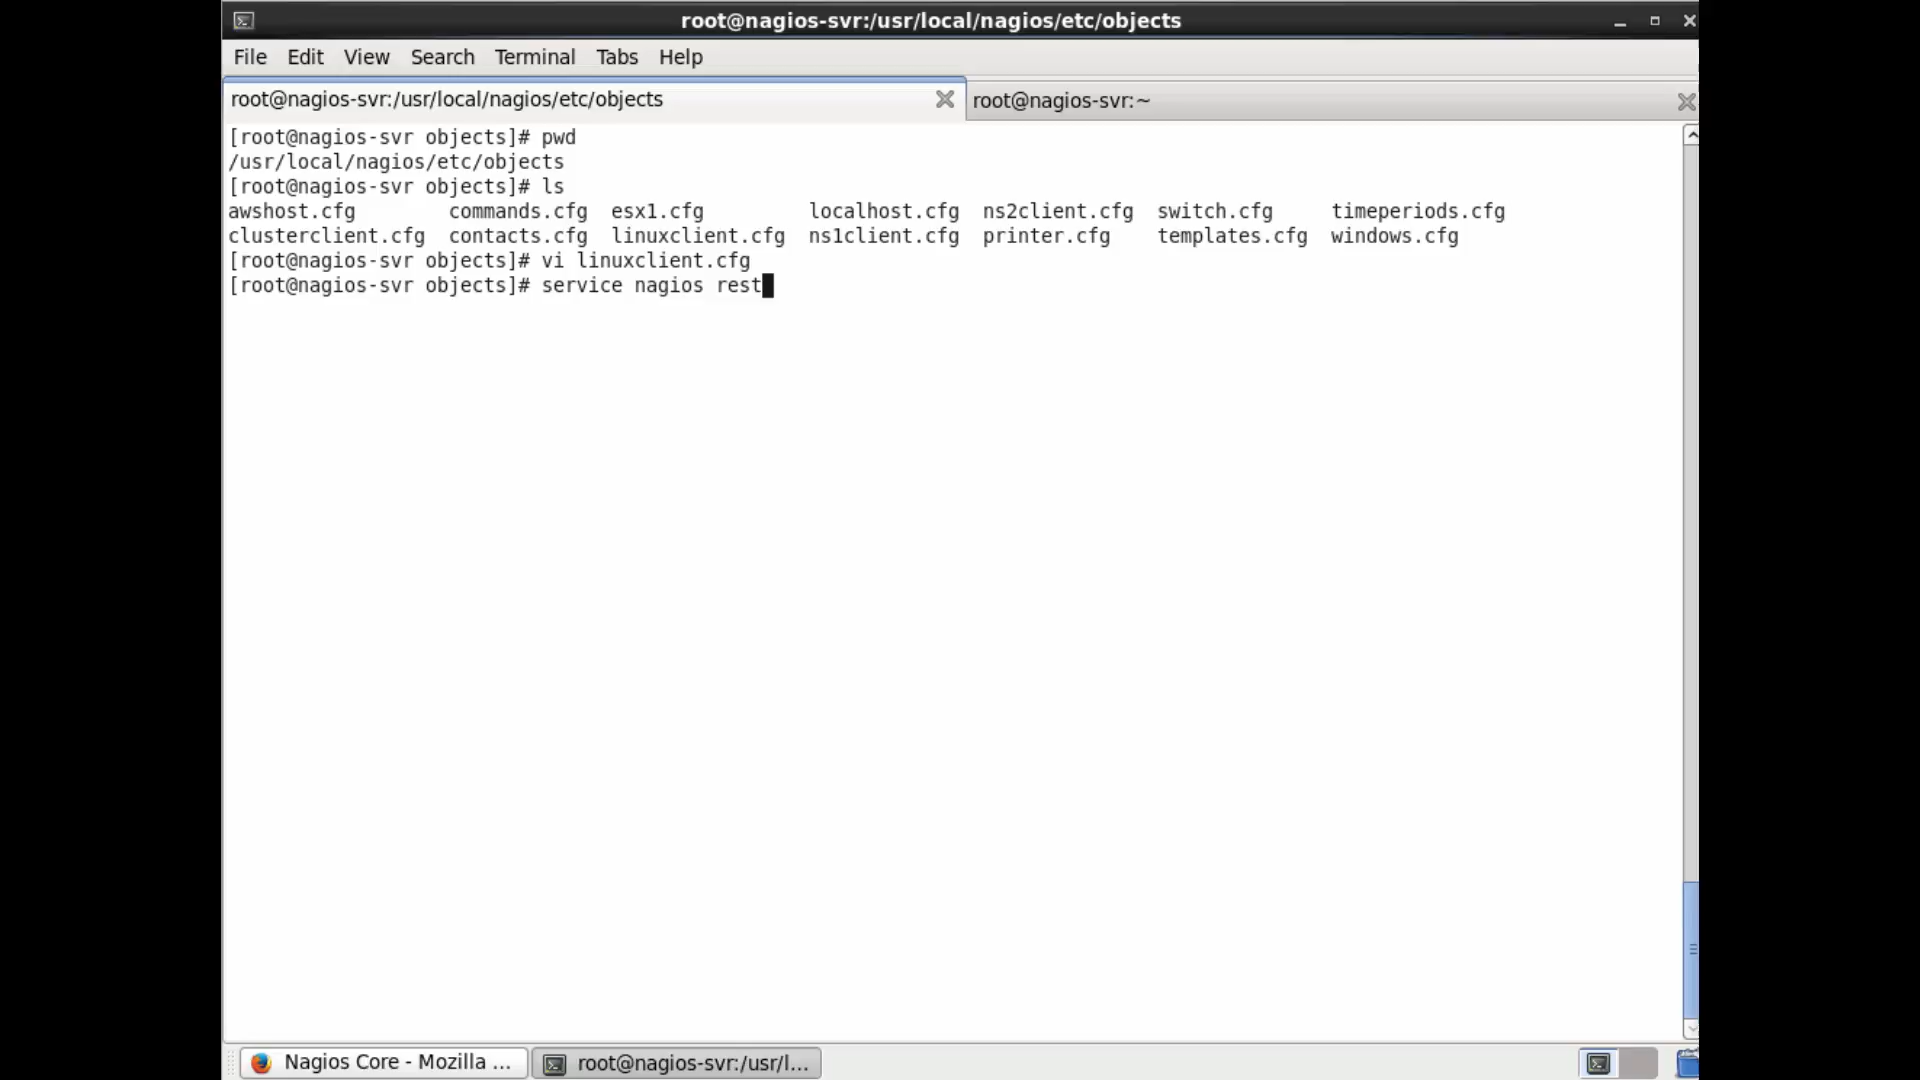 root@nagios-svr:/usr/local/nagios/etc/objects
File Edit View Search Terminal Tabs Help
root@nagios-svr:/usr/local/nagios/etc/objects root@nagios-svr:~
[root@nagios-svr objects]# pwd
/usr/local/nagios/etc/objects
[root@nagios-svr objects]# ls
awshost.cfg commands.cfg esx1.cfg localhost.cfg ns2client.cfg switch.cfg timeperiods.cfg
clusterclient.cfg contacts.cfg linuxclient.cfg ns1client.cfg printer.cfg templates.cfg windows.cfg
[root@nagios-svr objects]# vi linuxclient.cfg
[root@nagios-svr objects]# service nagios rest
Nagios Core - Mozilla ... root@nagios-svr:/usr/l...